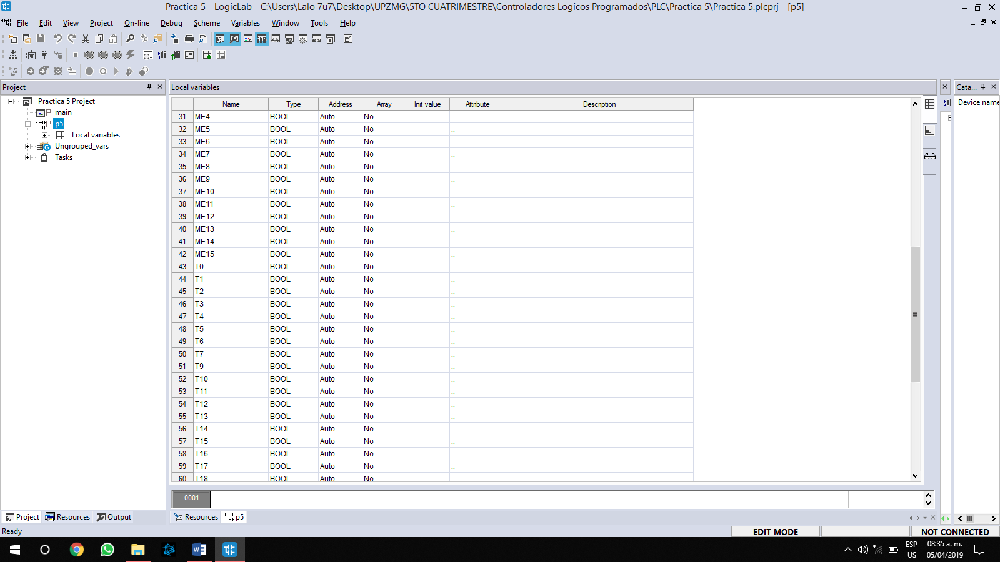 Practica 5 - LogicLab - C:\Users\Lalo 7u7\Desktop\UPZMG\5TO CUATRIMESTRE\Controladores Logicos Programados\PLC\Practica 5\Practica 5.plcprj - [p5]
File Edit View Project On-line Debug Scheme Variables Window Tools Help
Project
Local variables
Cata...
Practica 5 Project
main
p5
Local variables
Ungrouped_vars
Tasks
Name Type Address Array Init value Attribute Description
31 ME4 BOOL Auto No ..
32 ME5 BOOL Auto No ..
33 ME6 BOOL Auto No ..
34 ME7 BOOL Auto No ..
35 ME8 BOOL Auto No ..
36 ME9 BOOL Auto No ..
37 ME10 BOOL Auto No ..
38 ME11 BOOL Auto No ..
39 ME12 BOOL Auto No ..
40 ME13 BOOL Auto No ..
41 ME14 BOOL Auto No ..
42 ME15 BOOL Auto No ..
43 T0 BOOL Auto No ..
44 T1 BOOL Auto No ..
45 T2 BOOL Auto No ..
46 T3 BOOL Auto No ..
47 T4 BOOL Auto No ..
48 T5 BOOL Auto No ..
49 T6 BOOL Auto No ..
50 T7 BOOL Auto No ..
51 T9 BOOL Auto No ..
52 T10 BOOL Auto No ..
53 T11 BOOL Auto No ..
54 T12 BOOL Auto No ..
55 T13 BOOL Auto No ..
56 T14 BOOL Auto No ..
57 T15 BOOL Auto No ..
58 T16 BOOL Auto No ..
59 T17 BOOL Auto No ..
60 T18 BOOL Auto No ..
Device name
0001
Project Resources Output
Resources p5
Ready
EDIT MODE ---- NOT CONNECTED
ESP
US
08:35 a. m.
05/04/2019